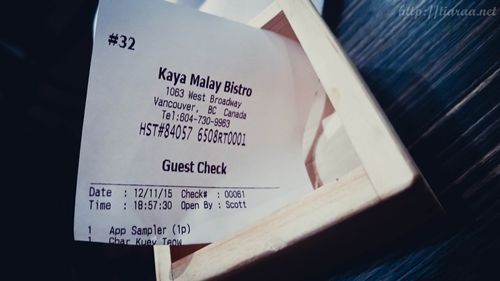 http://tiaraa.net
#32
Kaya Malay Bistro
1063 West Broadway
Vancouver, BC Canada
Tel:604-730-9963
HST#84057 6508RT0001
Guest Check
Date : 12/11/15 Check# : 00061
Time : 18:57:30 Open By : Scott
1 App Sampler (1p)
1 Char Kuey Teow